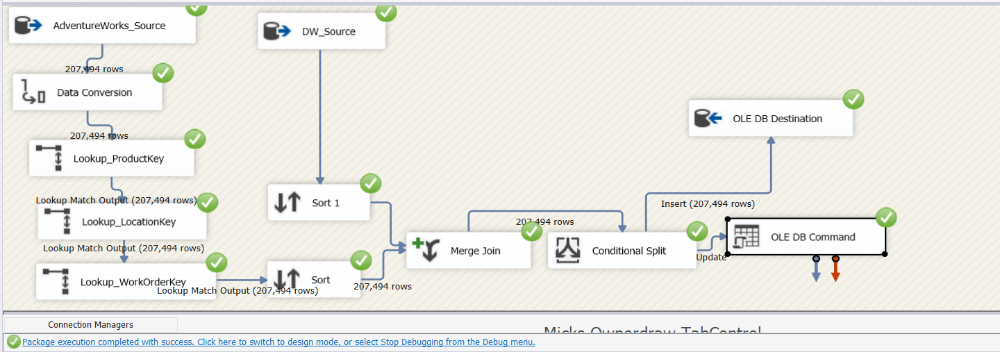 AdventureWorks_Source
DW_Source
207,494 rows
Data Conversion
207,494 rows
OLE DB Destination
Lookup_ProductKey
Lookup Match Output (207,494 rows)
Sort 1
Insert (207,494 rows)
Lookup_LocationKey
207,494 rows
OLE DB Command
Lookup Match Output (207,494 rows)
Merge Join
Conditional Split
Update
Lookup_WorkOrderKey
Sort
Lookup Match Output (207,494 rows)
207,494 rows
Connection Managers
Micks Ownerdraw TabControl
Package execution completed with success. Click here to switch to design mode, or select Stop Debugging from the Debug menu.